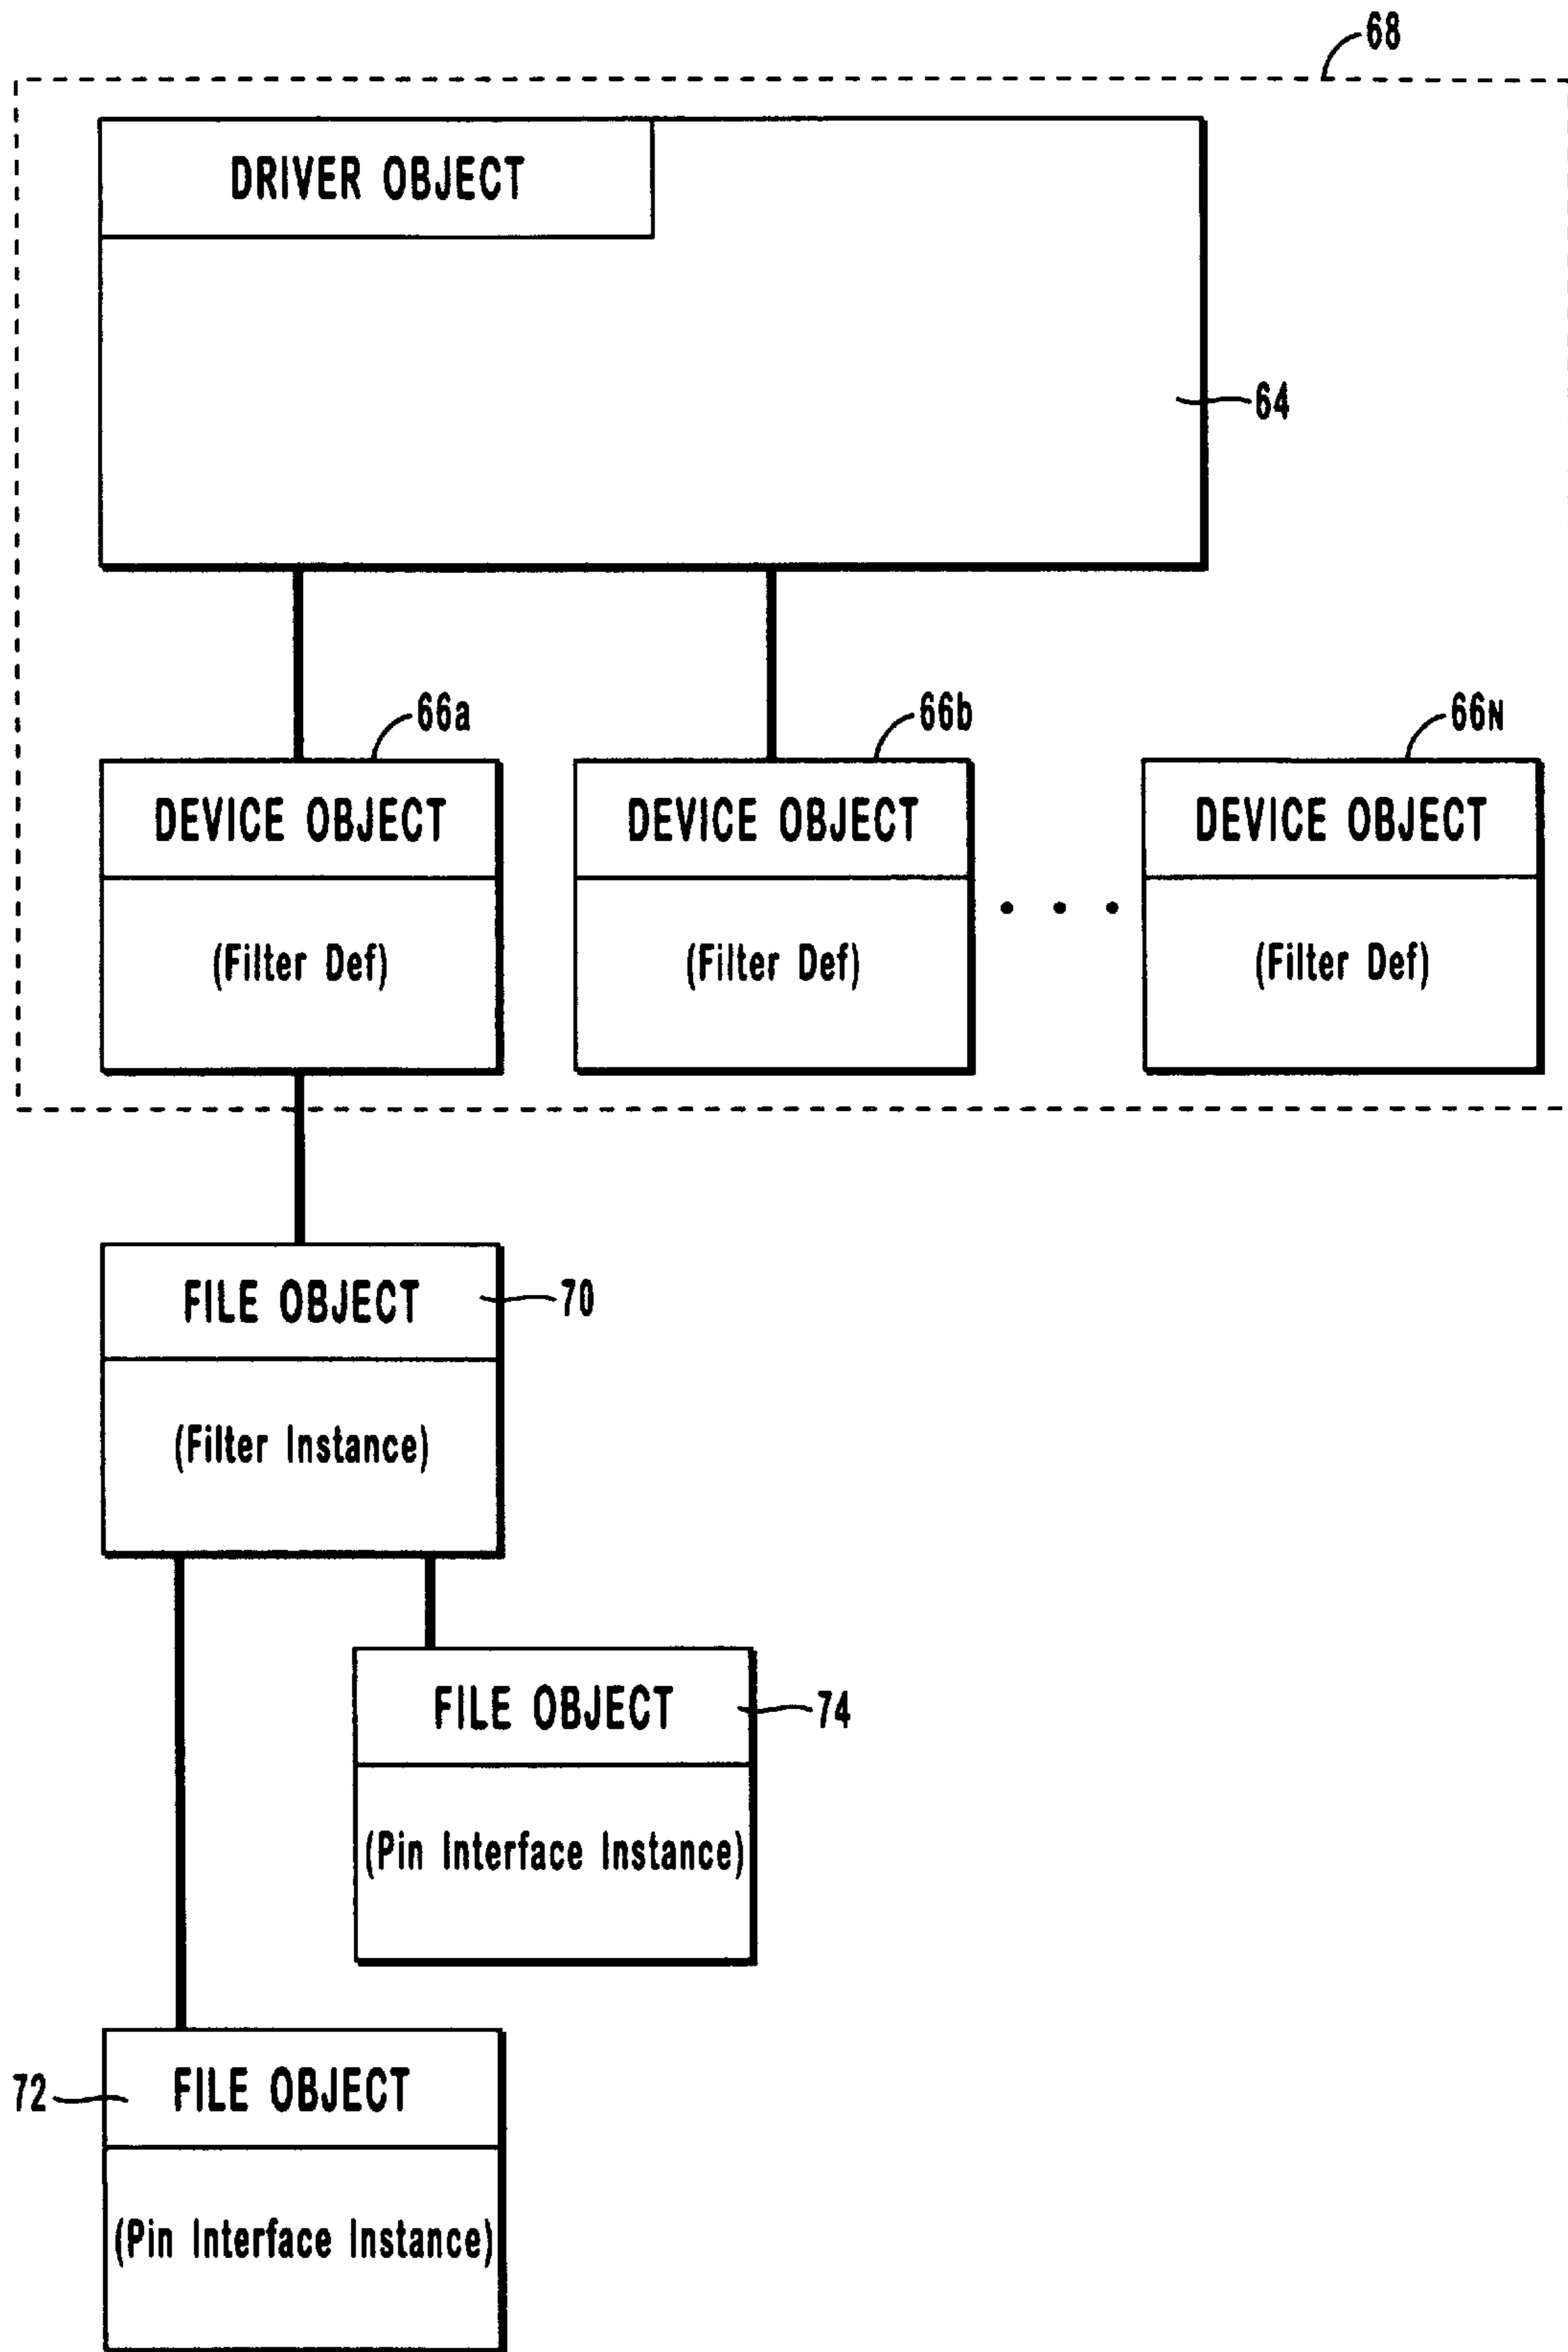 68
DRIVER OBJECT
64
66a
66b
66N
DEVICE OBJECT
DEVICE OBJECT
DEVICE OBJECT
(Filter Def)
(Filter Def)
(Filter Def)
FILE OBJECT
70
(Filter Instance)
FILE OBJECT
74
(Pin Interface Instance)
72
FILE OBJECT
(Pin Interface Instance)